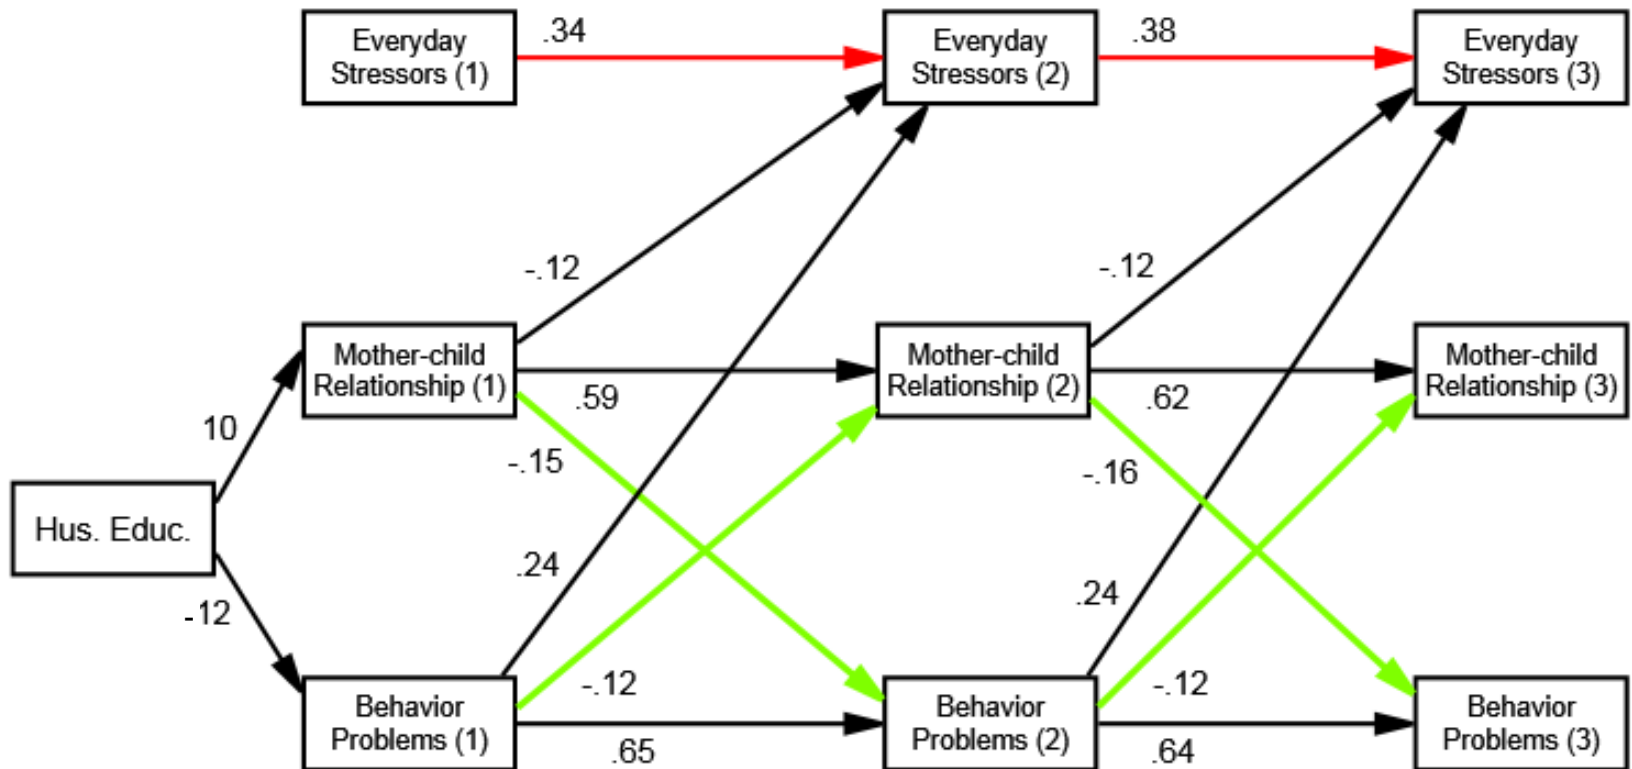 Everyday
Stressors (1)
.34
Everyday
Stressors (2)
.38
Everyday
Stressors (3)
-.12
-.12
Mother-child
Relationship (1)
Mother-child
Relationship (2)
Mother-child
Relationship (3)
.59
.62
10
-.15
-.16
Hus. Educ.
.24
.24
-12
-.12
-.12
Behavior
Problems (1)
Behavior
Problems (2)
Behavior
Problems (3)
.65
.64